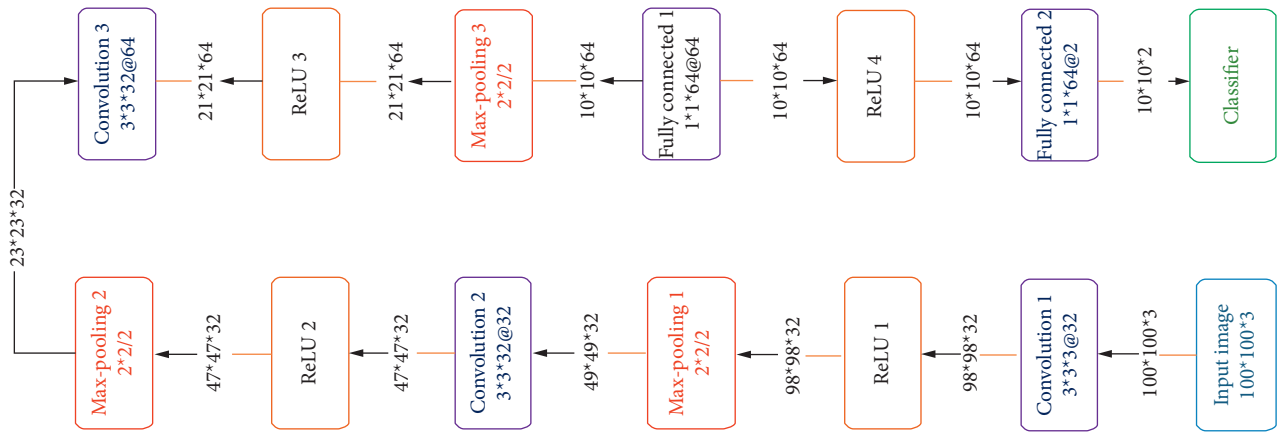 Input image
100*100*3
100*100*3
Convolution 1
3*3*3@32
98*98*32
ReLU 1
98*98*32
Max-pooling 1
2*2/2
49*49*32
Convolution 2
3*3*32@32
47*47*32
ReLU 2
47*47*32
Max-pooling 2
2*2/2
23*23*32
Convolution 3
3*3*32@64
21*21*64
ReLU 3
21*21*64
Max-pooling 3
2*2/2
10*10*64
Fully connected 1
1*1*64@64
10*10*64
ReLU 4
10*10*64
Fully connected 2
1*1*64@2
10*10*2
Classifier